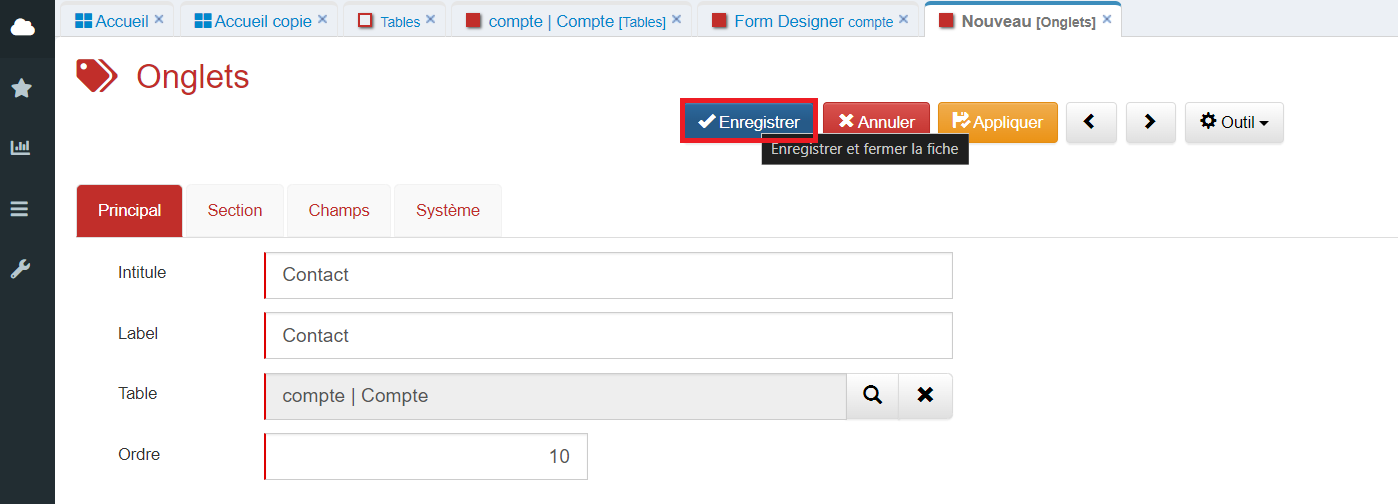 Accueil × Accueil copie × Tables × compte | Compte [Tables] × Form Designer compte × Nouveau [Onglets] ×
Onglets
Enregistrer Annuler Appliquer Outil
Enregistrer et fermer la fiche
Principal Section Champs Système
Intitule Contact
Label Contact
Table compte | Compte
Ordre 10